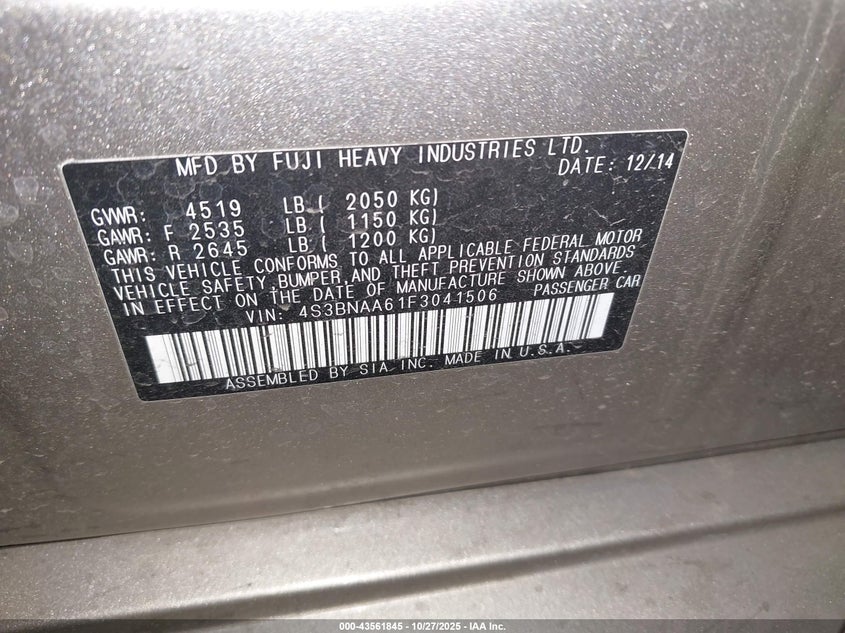 MFD BY FUJI HEAVY INDUSTRIES LTD.
DATE: 12/14
GVWR: 4519 LB ( 2050 KG)
GAWR: F 2535 LB ( 1150 KG)
GAWR: R 2645 LB ( 1200 KG)
THIS VEHICLE CONFORMS TO ALL APPLICABLE FEDERAL MOTOR
VEHICLE SAFETY, BUMPER, AND THEFT PREVENTION STANDARDS
IN EFFECT ON THE DATE OF MANUFACTURE SHOWN ABOVE.
VIN: 4S3BNAA61F3041506 PASSENGER CAR
ASSEMBLED BY SIA INC. MADE IN U.S.A.
000-43561845 | 10/27/2025 - IAA Inc.